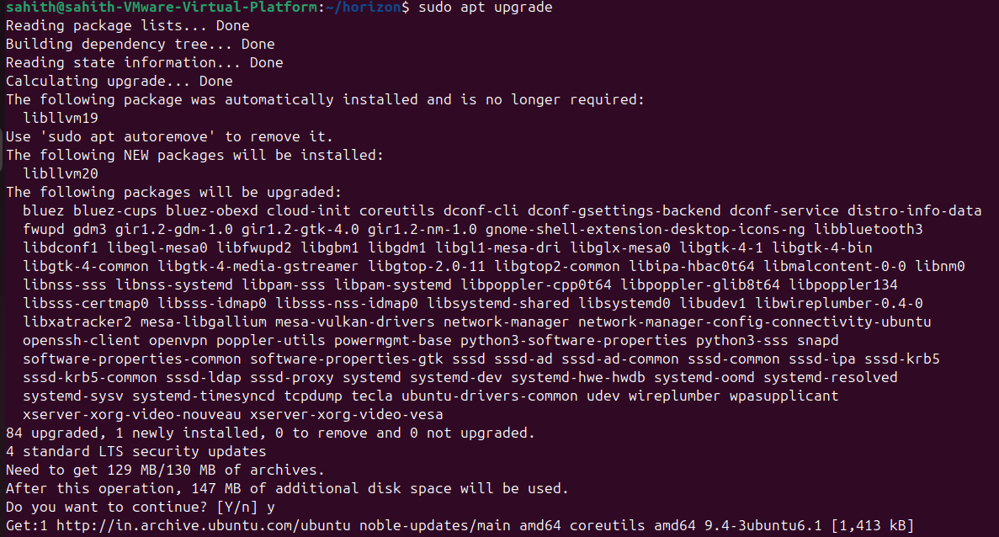 sahith@sahith-VMware-Virtual-Platform:~/horizon$ sudo apt upgrade
Reading package lists... Done
Building dependency tree... Done
Reading state information... Done
Calculating upgrade... Done
The following package was automatically installed and is no longer required:
  libllvm19
Use 'sudo apt autoremove' to remove it.
The following NEW packages will be installed:
  libllvm20
The following packages will be upgraded:
  bluez bluez-cups bluez-obexd cloud-init coreutils dconf-cli dconf-gsettings-backend dconf-service distro-info-data
  fwupd gdm3 gir1.2-gdm-1.0 gir1.2-gtk-4.0 gir1.2-nm-1.0 gnome-shell-extension-desktop-icons-ng libbluetooth3
  libdconf1 libegl-mesa0 libfwupd2 libgbm1 libgdm1 libgl1-mesa-dri libglx-mesa0 libgtk-4-1 libgtk-4-bin
  libgtk-4-common libgtk-4-media-gstreamer libgtop-2.0-11 libgtop2-common libipa-hbac0t64 libmalcontent-0-0 libnm0
  libnss-sss libnss-systemd libpam-sss libpam-systemd libpoppler-cpp0t64 libpoppler-glib8t64 libpoppler134
  libsss-certmap0 libsss-idmap0 libsss-nss-idmap0 libsystemd-shared libsystemd0 libudev1 libwireplumber-0.4-0
  libxatracker2 mesa-libgallium mesa-vulkan-drivers network-manager network-manager-config-connectivity-ubuntu
  openssh-client openvpn poppler-utils powermgmt-base python3-software-properties python3-sss snapd
  software-properties-common software-properties-gtk sssd sssd-ad sssd-ad-common sssd-common sssd-ipa sssd-krb5
  sssd-krb5-common sssd-ldap sssd-proxy systemd systemd-dev systemd-hwe-hwdb systemd-oomd systemd-resolved
  systemd-sysv systemd-timesyncd tcpdump tecla ubuntu-drivers-common udev wireplumber wpasupplicant
  xserver-xorg-video-nouveau xserver-xorg-video-vesa
84 upgraded, 1 newly installed, 0 to remove and 0 not upgraded.
4 standard LTS security updates
Need to get 129 MB/130 MB of archives.
After this operation, 147 MB of additional disk space will be used.
Do you want to continue? [Y/n] y
Get:1 http://in.archive.ubuntu.com/ubuntu noble-updates/main amd64 coreutils amd64 9.4-3ubuntu6.1 [1,413 kB]